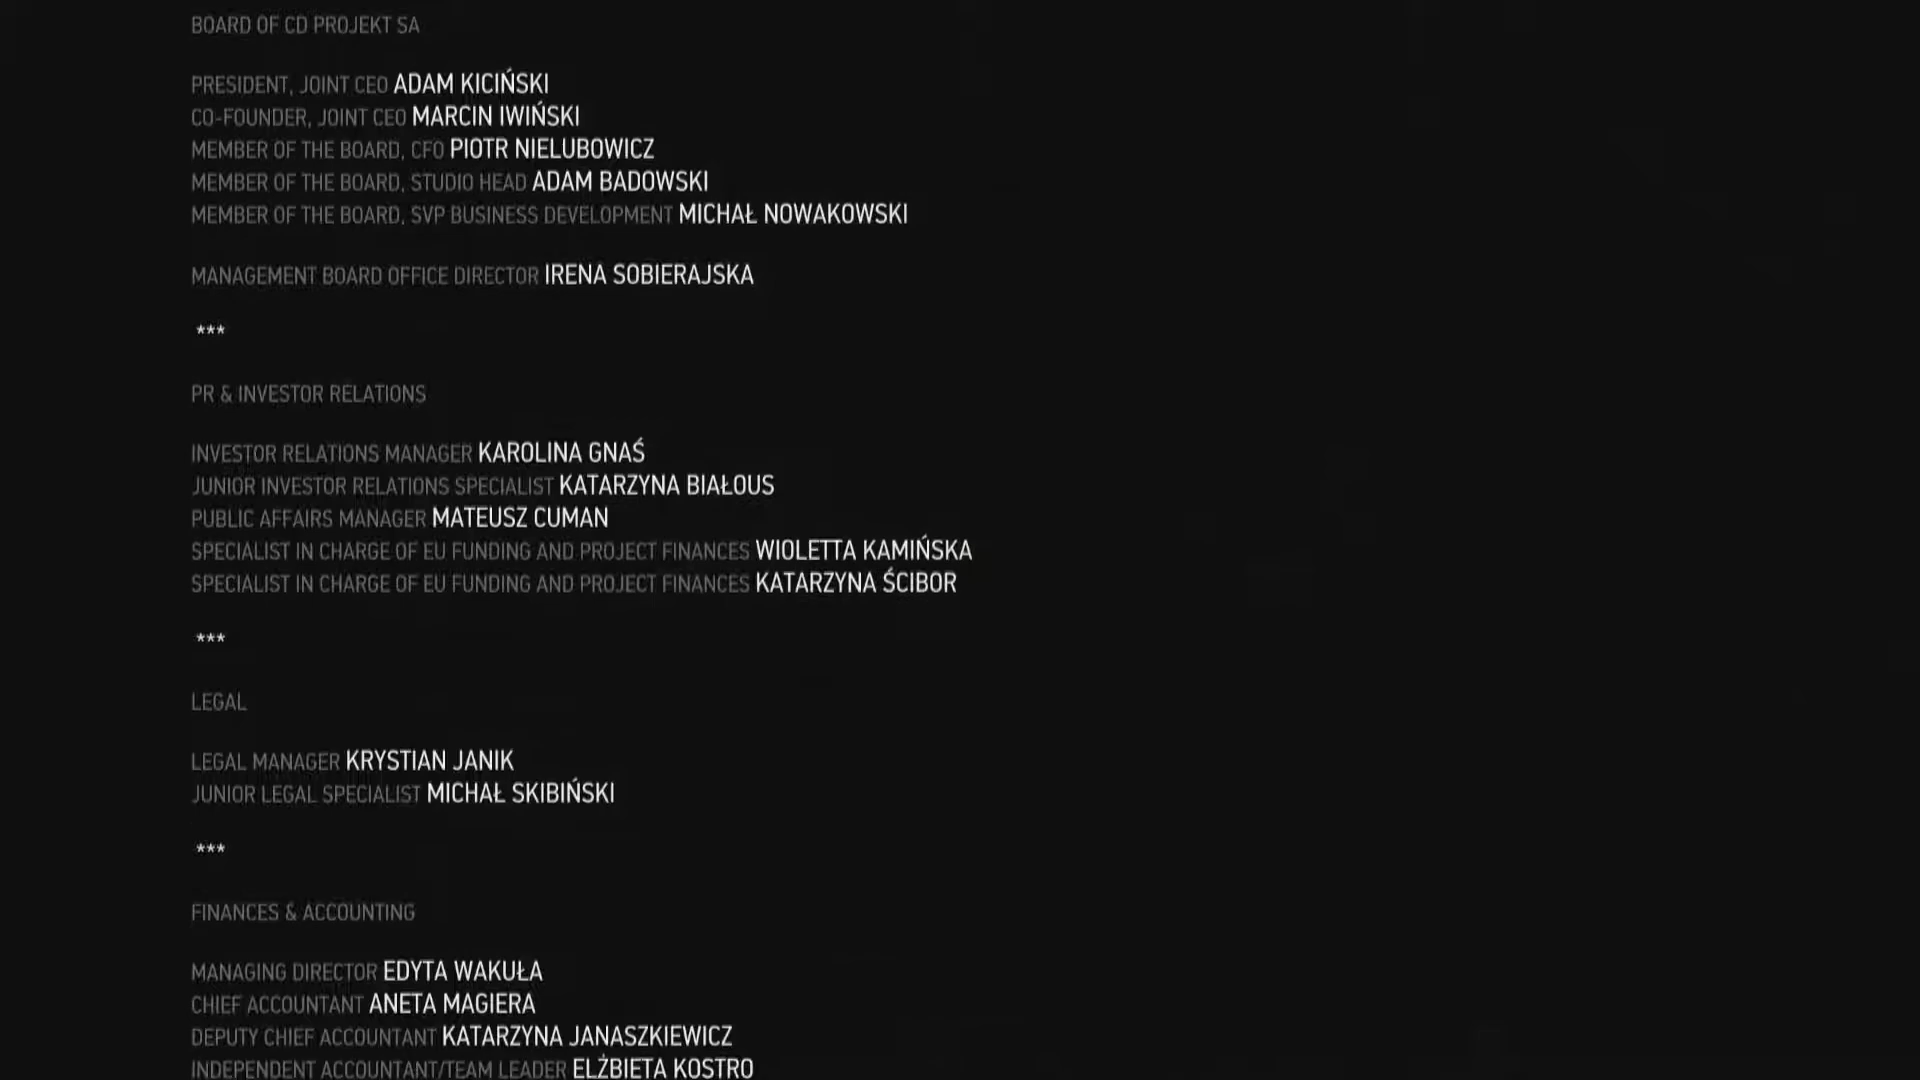 BOARD OF CD PROJEKT SA
PRESIDENT, JOINT CEO ADAM KICIŃSKI
CO-FOUNDER, JOINT CEO MARCIN IWIŃSKI
MEMBER OF THE BOARD, CFO PIOTR NIELUBOWICZ
MEMBER OF THE BOARD, STUDIO HEAD ADAM BADOWSKI
MEMBER OF THE BOARD, SVP BUSINESS DEVELOPMENT MICHAŁ NOWAKOWSKI
MANAGEMENT BOARD OFFICE DIRECTOR IRENA SOBIERAJSKA
***
PR & INVESTOR RELATIONS
INVESTOR RELATIONS MANAGER KAROLINA GNAŚ
JUNIOR INVESTOR RELATIONS SPECIALIST KATARZYNA BIAŁOUS
PUBLIC AFFAIRS MANAGER MATEUSZ CUMAN
SPECIALIST IN CHARGE OF EU FUNDING AND PROJECT FINANCES WIOLETTA KAMIŃSKA
SPECIALIST IN CHARGE OF EU FUNDING AND PROJECT FINANCES KATARZYNA ŚCIBOR
***
LEGAL
LEGAL MANAGER KRYSTIAN JANIK
JUNIOR LEGAL SPECIALIST MICHAŁ SKIBIŃSKI
***
FINANCES & ACCOUNTING
MANAGING DIRECTOR EDYTA WAKUŁA
CHIEF ACCOUNTANT ANETA MAGIERA
DEPUTY CHIEF ACCOUNTANT KATARZYNA JANASZKIEWICZ
INDEPENDENT ACCOUNTANT/TEAM LEADER ELŻBIETA KOSTRO